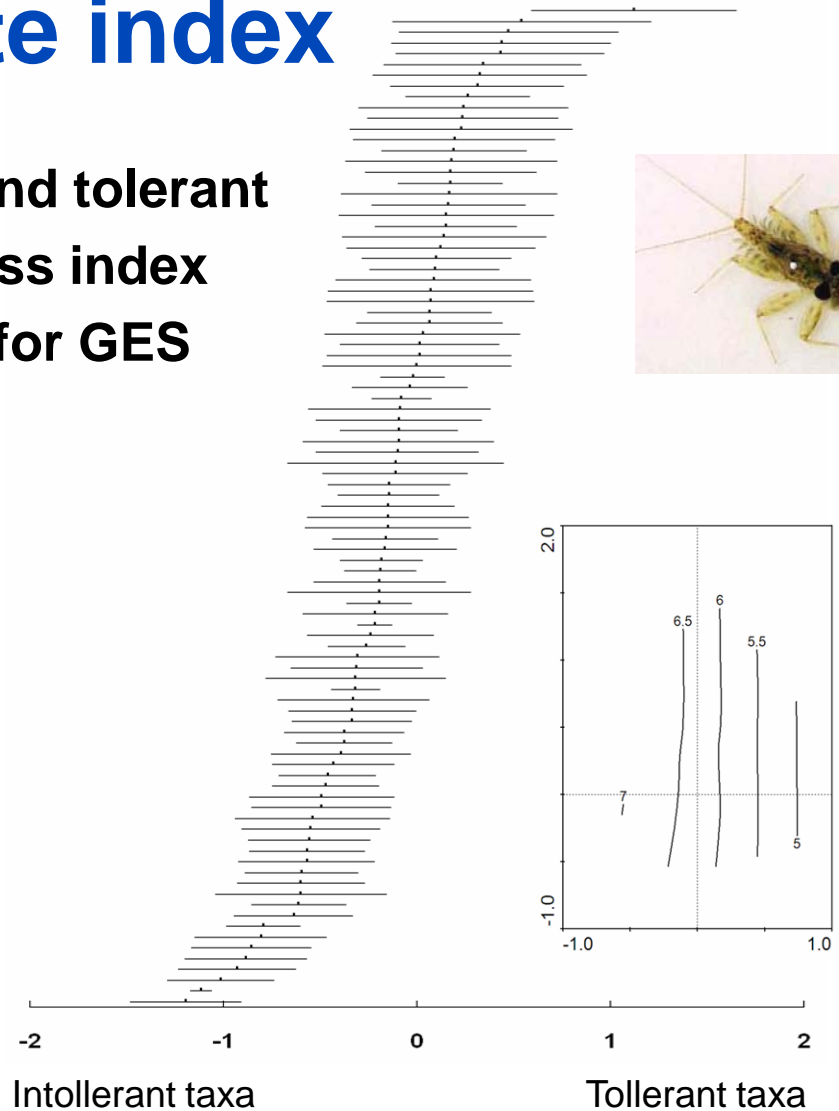 te index
nd tolerant
ss index
for GES
2.0
6
6.5
5.5
7
5
-1.0
-1.0 1.0
-2 -1 0 1 2
Intollerant taxa Tollerant taxa